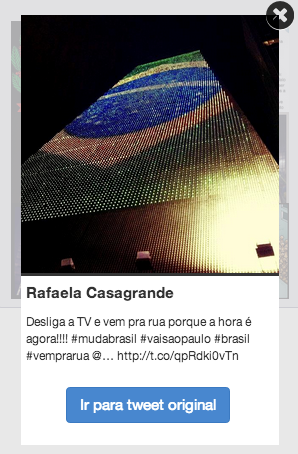 Rafaela Casagrande
Desliga a TV e vem pra rua porque a hora é
agora!!!! #mudabrasil #vaisaopaulo #brasil
#vemprarua @... http://t.co/qpRdki0vTn
Ir para tweet original